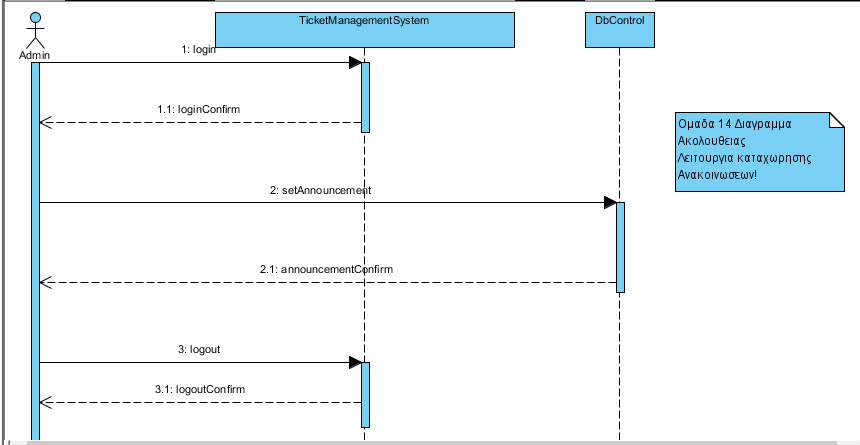 TicketManagementSystem
DbControl
Admin
1: login
1.1: loginConfirm
Ομαδα 14 Διαγραμμα
Ακολουθειας
Λειτουργια καταχωρησης
Ανακοινωσεων!
2: setAnnouncement
2.1: announcementConfirm
3: logout
3.1: logoutConfirm